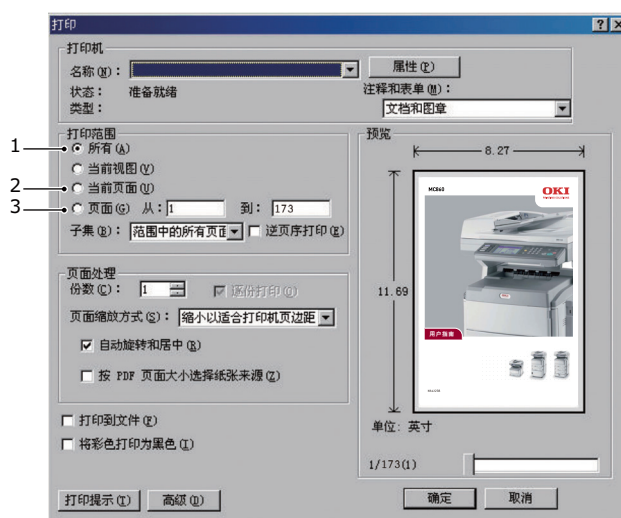 打印
打印机
名称(N)： 属性(P)
状态： 准备就绪 注释和表单(M)：
类型： 文档和图章
打印范围
1 所有(A)
当前视图(V)
2 当前页面(U)
3 页面(G) 从：1 到： 173
子集(B)： 范围中的所有页面 逆页序打印(E)
页面处理
份数(C)： 1 逐份打印(O)
页面缩放方式(S)： 缩小以适合打印机页边距
自动旋转和居中(R)
按 PDF 页面大小选择纸张来源(Z)
打印到文件(F)
将彩色打印为黑色(I)
打印提示(T) 高级(D)
预览
8.27
11.69
MC860 OKI
用户指南
单位：英寸
1/173(1)
确定 取消